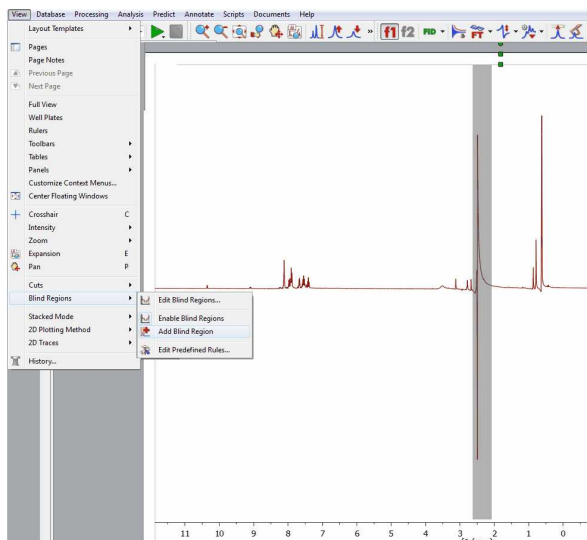 View Database Processing Analysis Predict Annotate Scripts Documents Help
Layout Templates
Pages
Page Notes
Previous Page
Next Page
Full View
Well Plates
Rulers
Toolbars
Tables
Panels
Customize Context Menus...
Center Floating Windows
Crosshair C
Intensity
Zoom
Expansion E
Pan P
Cuts
Blind Regions
Stacked Mode
2D Plotting Method
2D Traces
History...
Edit Blind Regions...
Enable Blind Regions
Add Blind Region
Edit Predefined Rules...
» f1 f2 FID FT
11 10 9 8 7 6 5 4 3 2 1 0